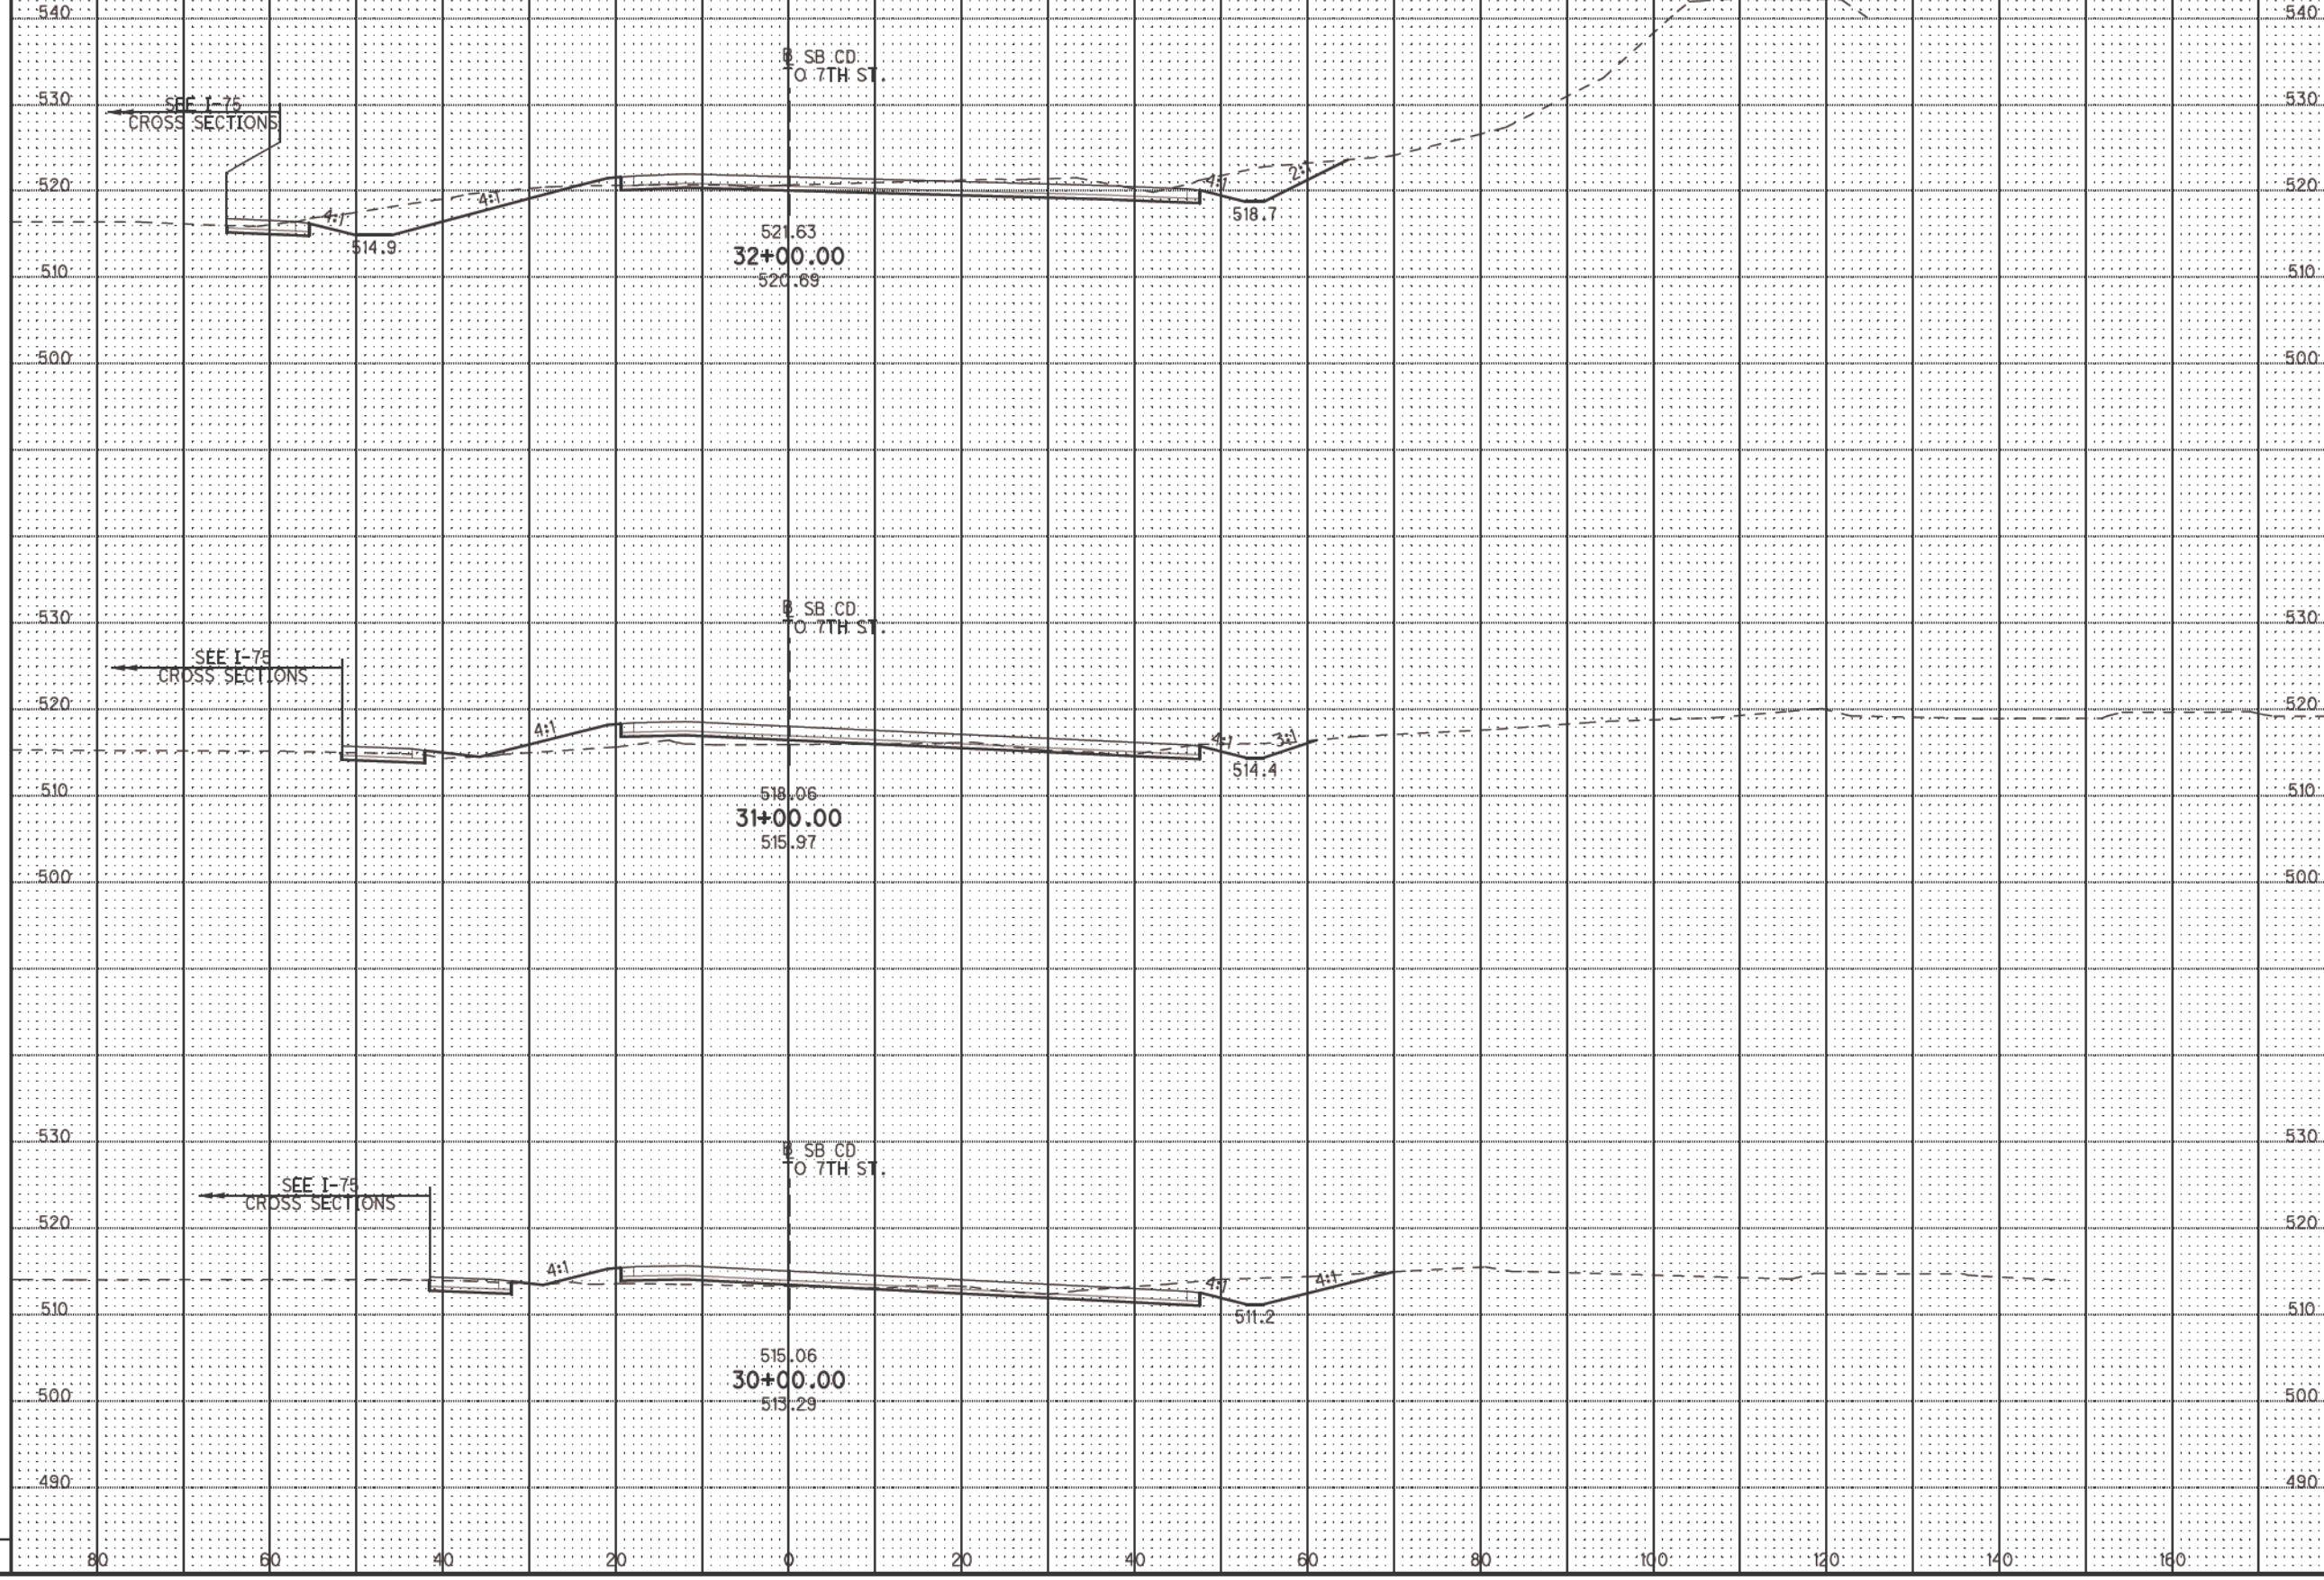 540 540
B SB CD
TO 7TH ST.
530 530
SEE I-75
CROSS SECTIONS
520 520
4:1 4:1 4:1 2:1
514.9 518.7
521.63
32+00.00
520.69
510 510
500 500
B SB CD
TO 7TH ST.
530 530
SEE I-75
CROSS SECTIONS
520 520
4:1 4:1 3:1
514.4
510 510
518.06
31+00.00
515.97
500 500
530 530
B SB CD
TO 7TH ST.
SEE I-75
CROSS SECTIONS
520 520
4:1 4:1 4:1
510 510
511.2
515.06
30+00.00
513.29
500 500
490 490
80 60 40 20 0 20 40 60 80 100 120 140 160